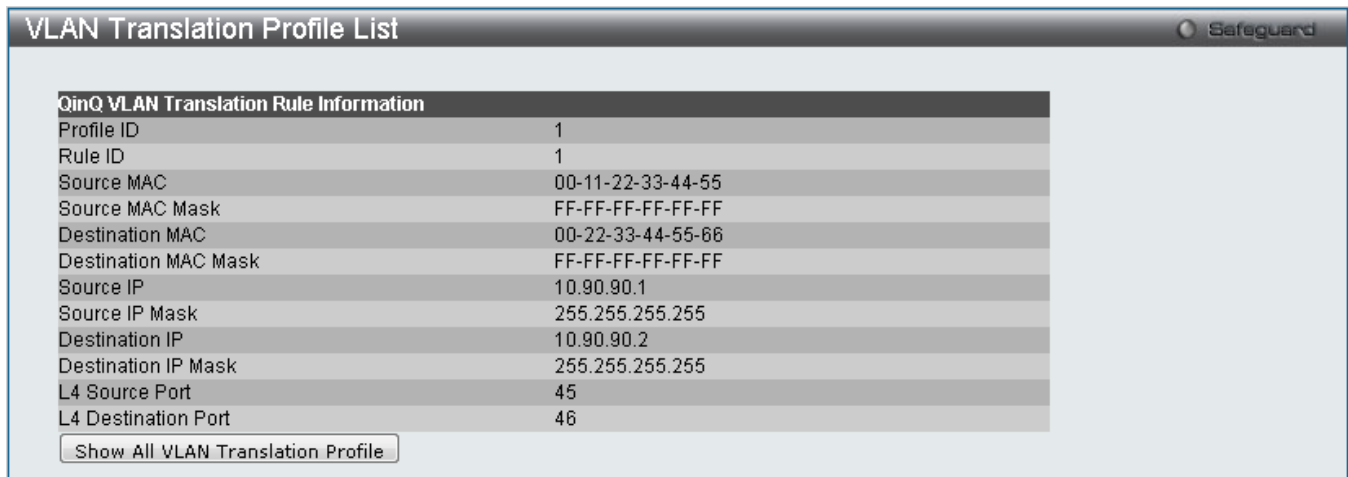 VLAN Translation Profile List
Safeguard
QinQ VLAN Translation Rule Information
Profile ID 1
Rule ID 1
Source MAC 00-11-22-33-44-55
Source MAC Mask FF-FF-FF-FF-FF-FF
Destination MAC 00-22-33-44-55-66
Destination MAC Mask FF-FF-FF-FF-FF-FF
Source IP 10.90.90.1
Source IP Mask 255.255.255.255
Destination IP 10.90.90.2
Destination IP Mask 255.255.255.255
L4 Source Port 45
L4 Destination Port 46
Show All VLAN Translation Profile